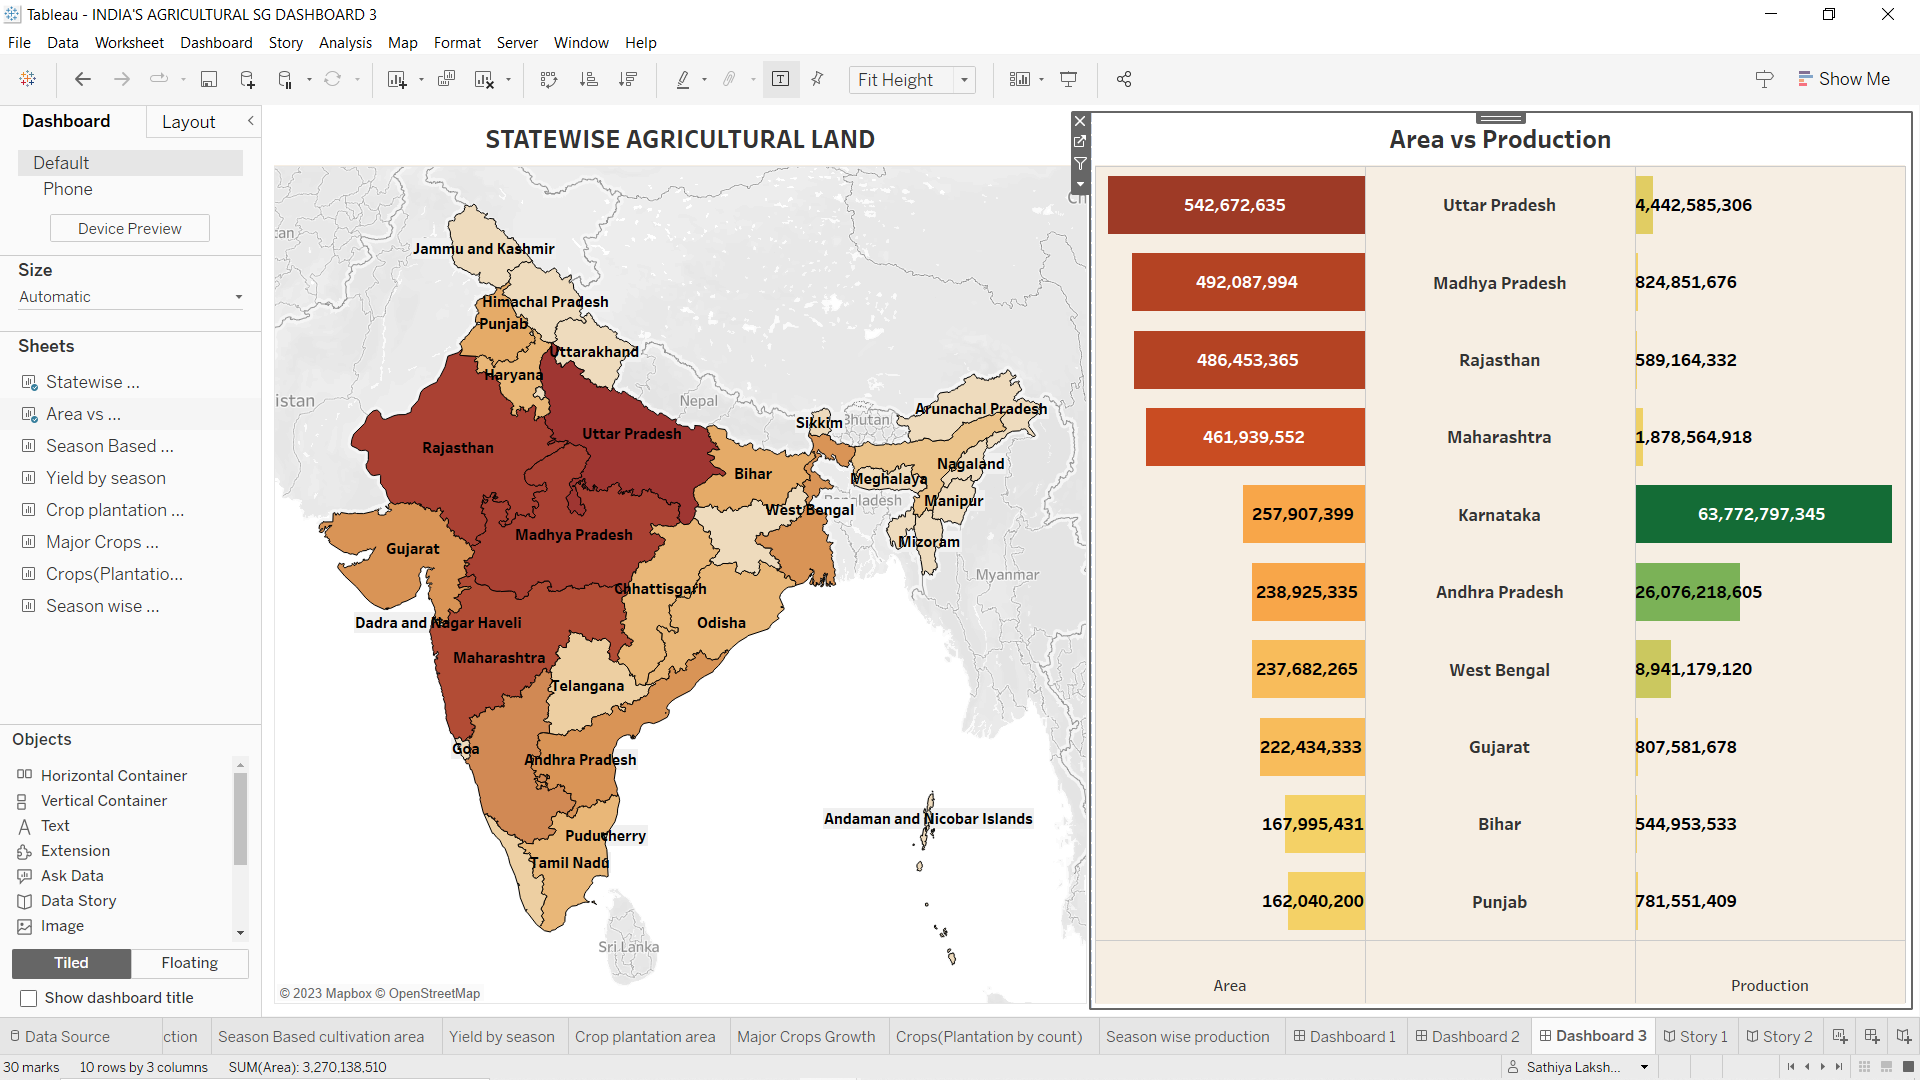 Tableau - INDIA'S AGRICULTURAL SG DASHBOARD 3
File Data Worksheet Dashboard Story Analysis Map Format Server Window Help
Fit Height
Show Me
Dashboard
Layout
Default
Phone
Device Preview
Size
Automatic
Sheets
Statewise ...
Area vs ...
Season Based ...
Yield by season
Crop plantation ...
Major Crops ...
Crops(Plantatio...
Season wise ...
Objects
Horizontal Container
Vertical Container
Text
Extension
Ask Data
Data Story
Image
Tiled
Floating
Show dashboard title
STATEWISE AGRICULTURAL LAND
Jammu and Kashmir
Himachal Pradesh
Punjab
Uttarakhand
Haryana
istan
Nepal
Sikkim
Bhutan
Arunachal Pradesh
Rajasthan
Uttar Pradesh
Bihar
Nagaland
Meghalaya
Manipur
Bangladesh
West Bengal
Mizoram
Gujarat
Madhya Pradesh
Myanmar
Chhattisgarh
Dadra and Nagar Haveli
Odisha
Maharashtra
Telangana
Goa
Andhra Pradesh
Andaman and Nicobar Islands
Puducherry
Tamil Nadu
Sri Lanka
© 2023 Mapbox © OpenStreetMap
Area vs Production
542,672,635 Uttar Pradesh 4,442,585,306
492,087,994 Madhya Pradesh 824,851,676
486,453,365 Rajasthan 589,164,332
461,939,552 Maharashtra 1,878,564,918
257,907,399 Karnataka 63,772,797,345
238,925,335 Andhra Pradesh 26,076,218,605
237,682,265 West Bengal 8,941,179,120
222,434,333 Gujarat 807,581,678
167,995,431 Bihar 544,953,533
162,040,200 Punjab 781,551,409
Area Production
Data Source ction Season Based cultivation area Yield by season Crop plantation area Major Crops Growth Crops(Plantation by count) Season wise production Dashboard 1 Dashboard 2 Dashboard 3 Story 1 Story 2
30 marks 10 rows by 3 columns SUM(Area): 3,270,138,510 Sathiya Laksh...